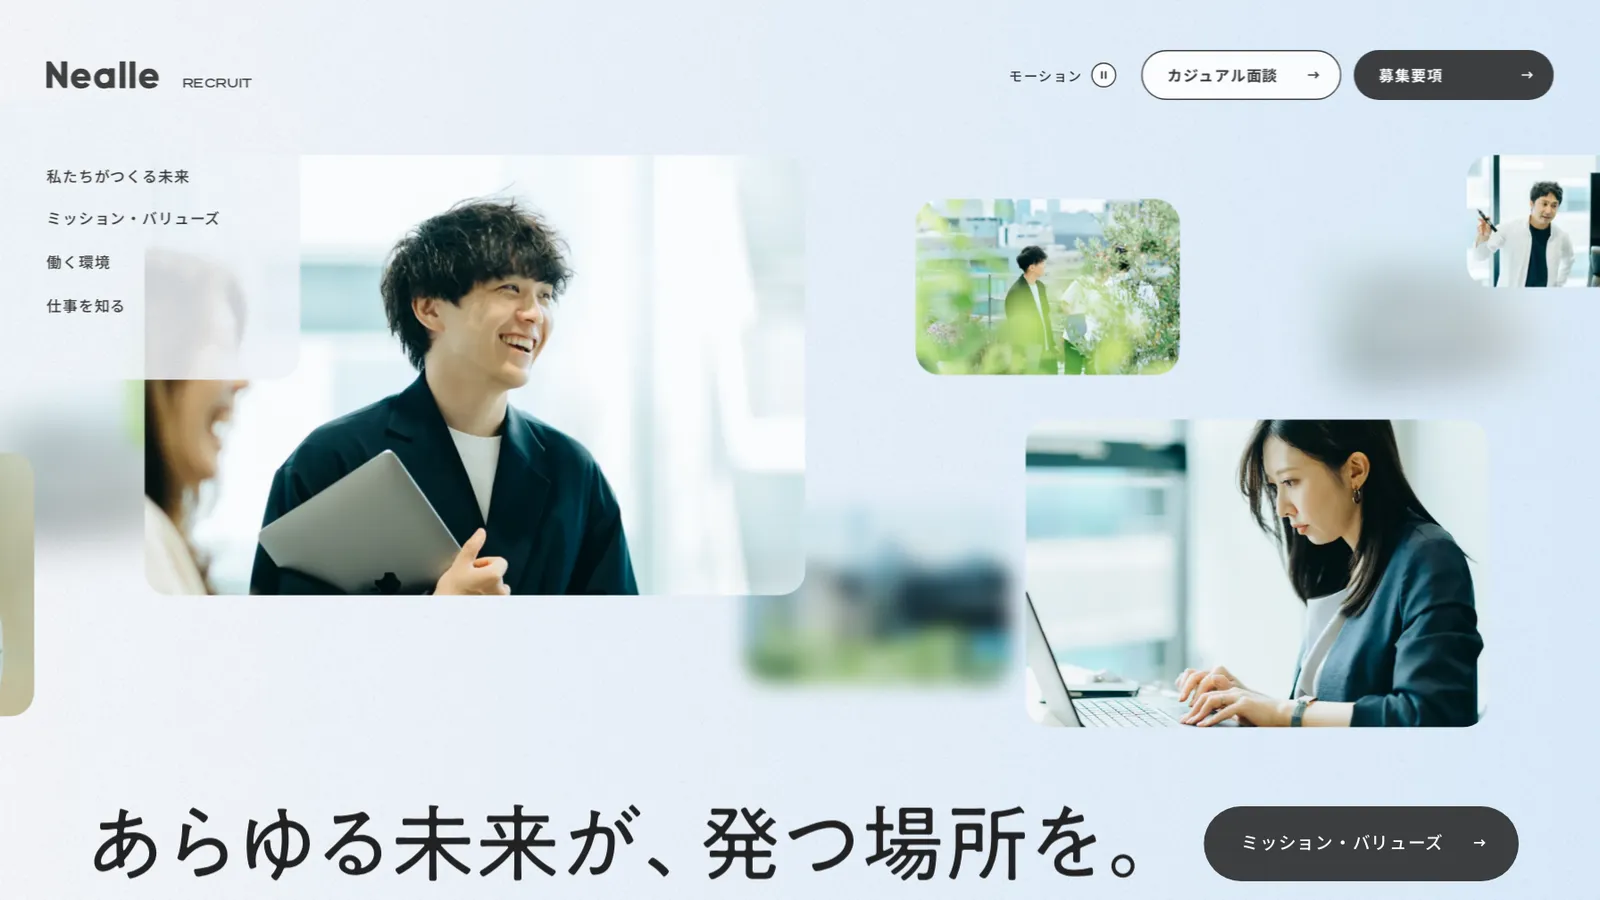 Nealle RECRUIT
モーション
カジュアル面談 →
募集要項 →
私たちがつくる未来
ミッション・バリューズ
働く環境
仕事を知る
あらゆる未来が、発つ場所を。
ミッション・バリューズ →